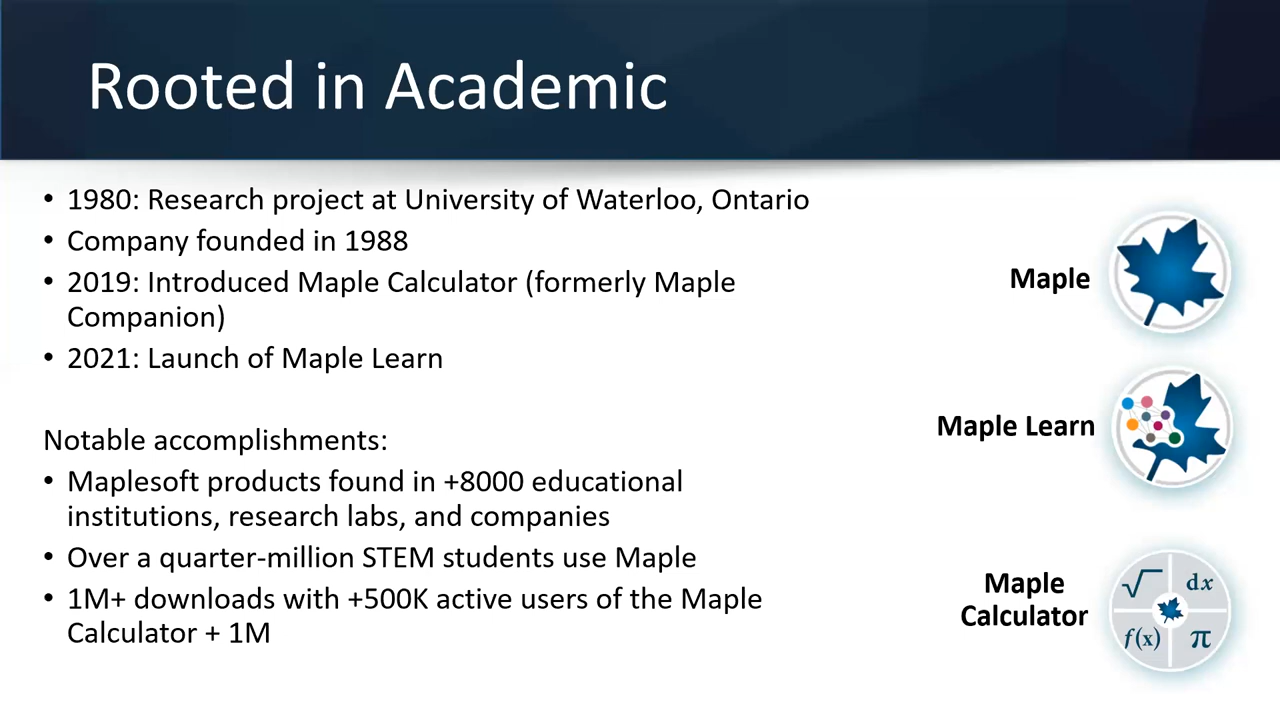 Rooted in Academic
• 1980: Research project at University of Waterloo, Ontario
• Company founded in 1988
• 2019: Introduced Maple Calculator (formerly Maple
Companion)
• 2021: Launch of Maple Learn
Notable accomplishments:
• Maplesoft products found in +8000 educational
institutions, research labs, and companies
• Over a quarter-million STEM students use Maple
• 1M+ downloads with +500K active users of the Maple
Calculator + 1M
Maple
Maple Learn
Maple
Calculator
√ dx
f(x) π